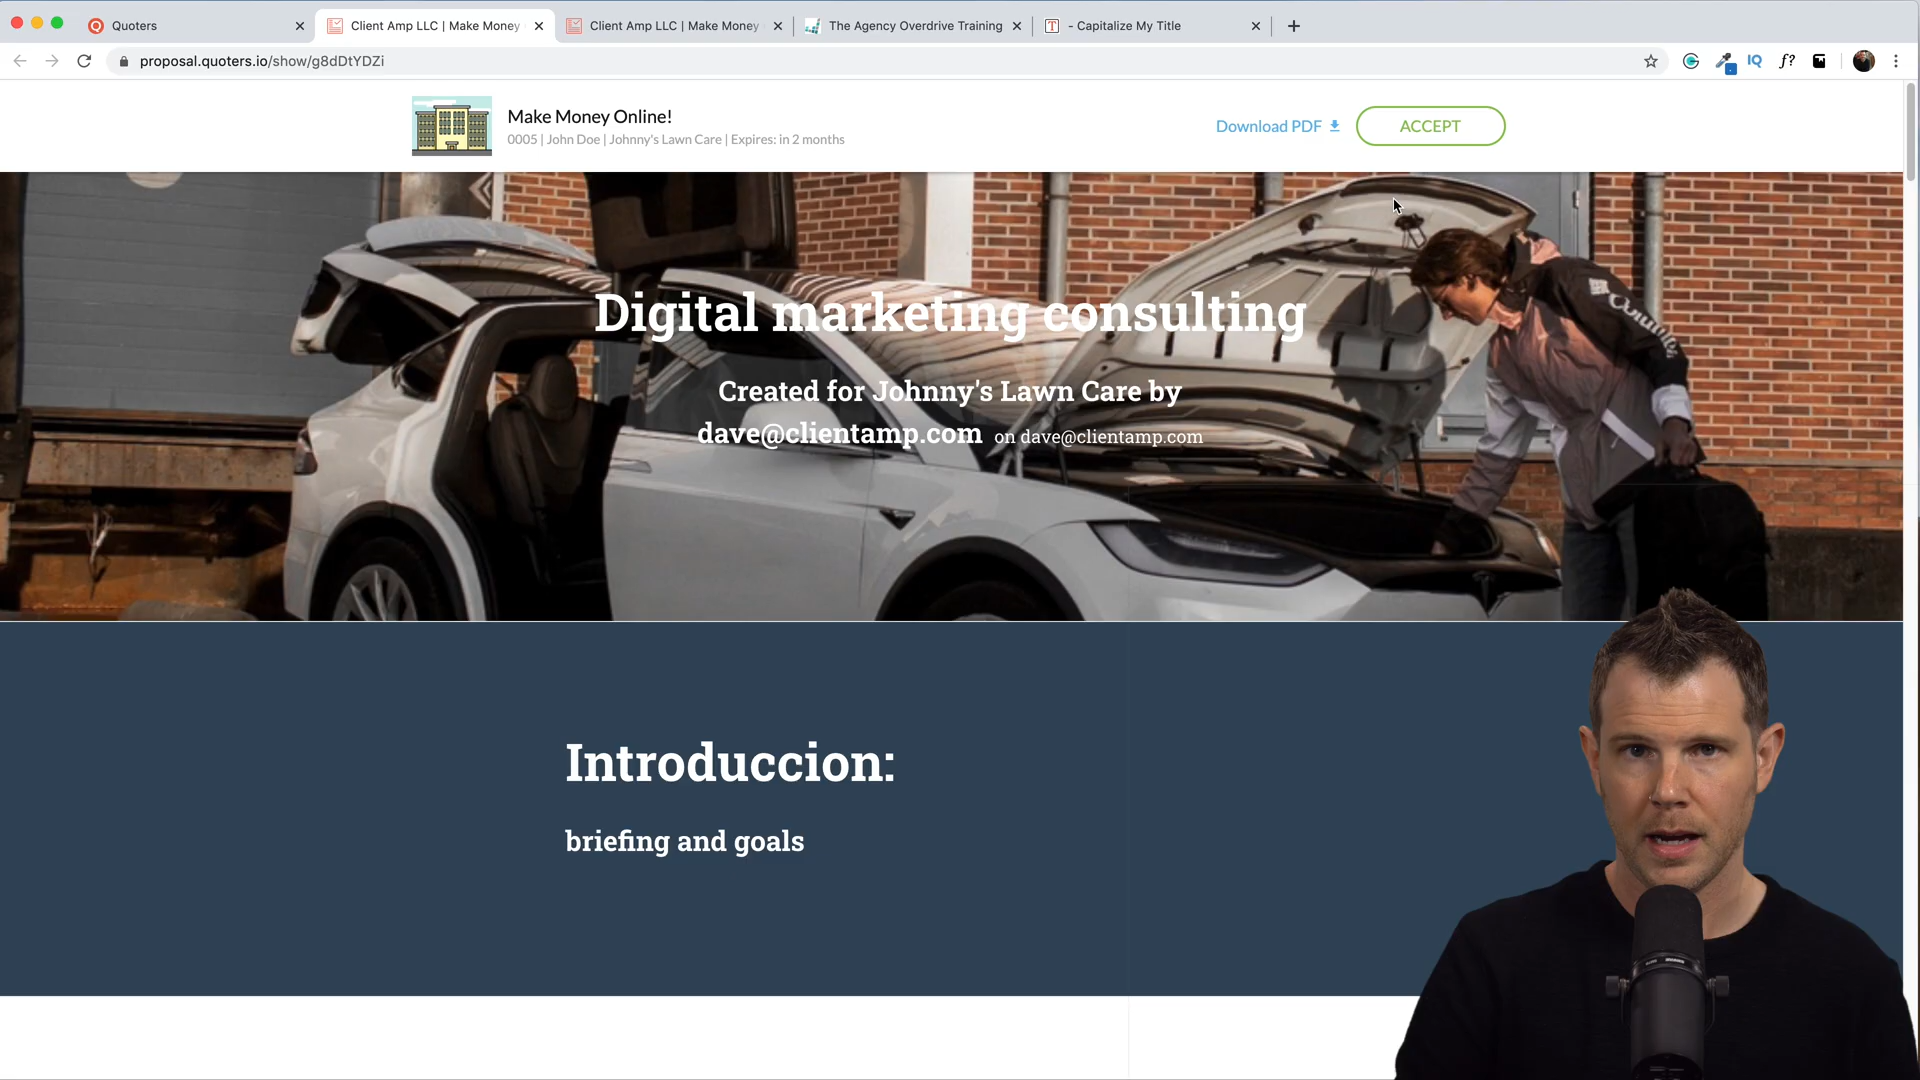 Quoters
Client Amp LLC | Make Money
Client Amp LLC | Make Money
The Agency Overdrive Training
T - Capitalize My Title
proposal.quoters.io/show/g8dDtYDZi
IQ
f?
Make Money Online!
0005 | John Doe | Johnny's Lawn Care | Expires: in 2 months
Download PDF
ACCEPT
Columbia
Digital marketing consulting
Created for Johnny's Lawn Care by
dave@clientamp.com on dave@clientamp.com
Introduccion:
briefing and goals